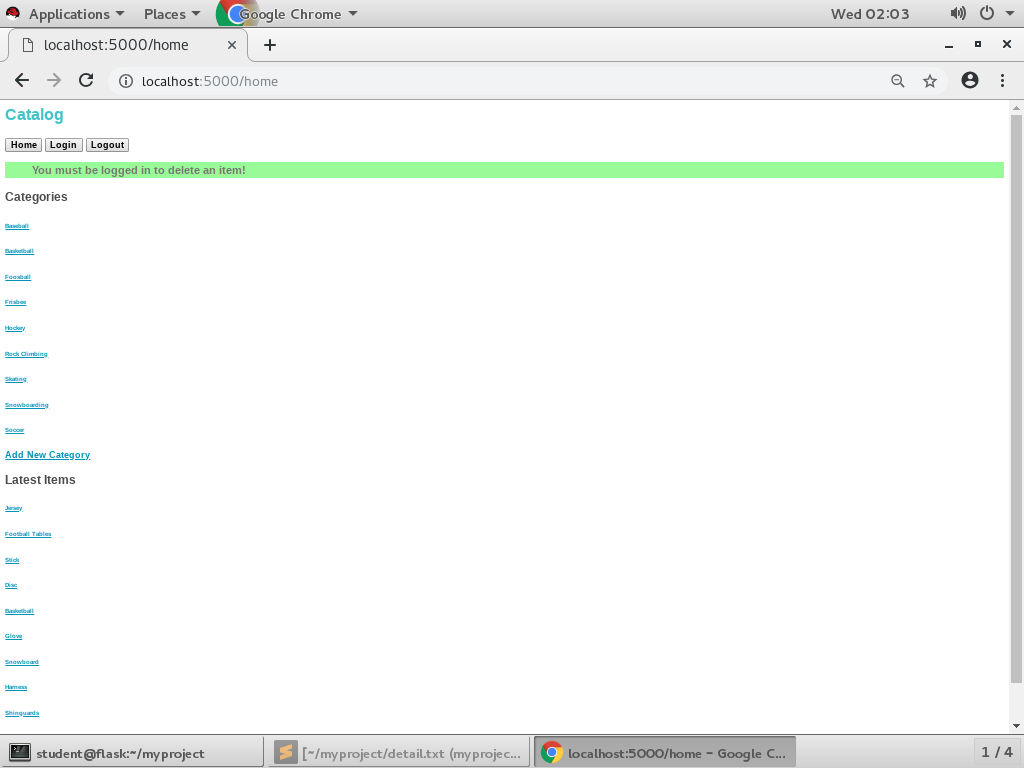 Applications Places Google Chrome Wed 02:03
localhost:5000/home
localhost:5000/home
Catalog
Home Login Logout
You must be logged in to delete an item!
Categories
Baseball
Basketball
Foosball
Frisbee
Hockey
Rock Climbing
Skating
Snowboarding
Soccer
Add New Category
Latest Items
Jersey
Football Tables
Stick
Disc
Basketball
Glove
Snowboard
Harness
Shinguards
student@flask:~/myproject [~/myproject/detail.txt (myprojec... localhost:5000/home - Google C... 1 / 4